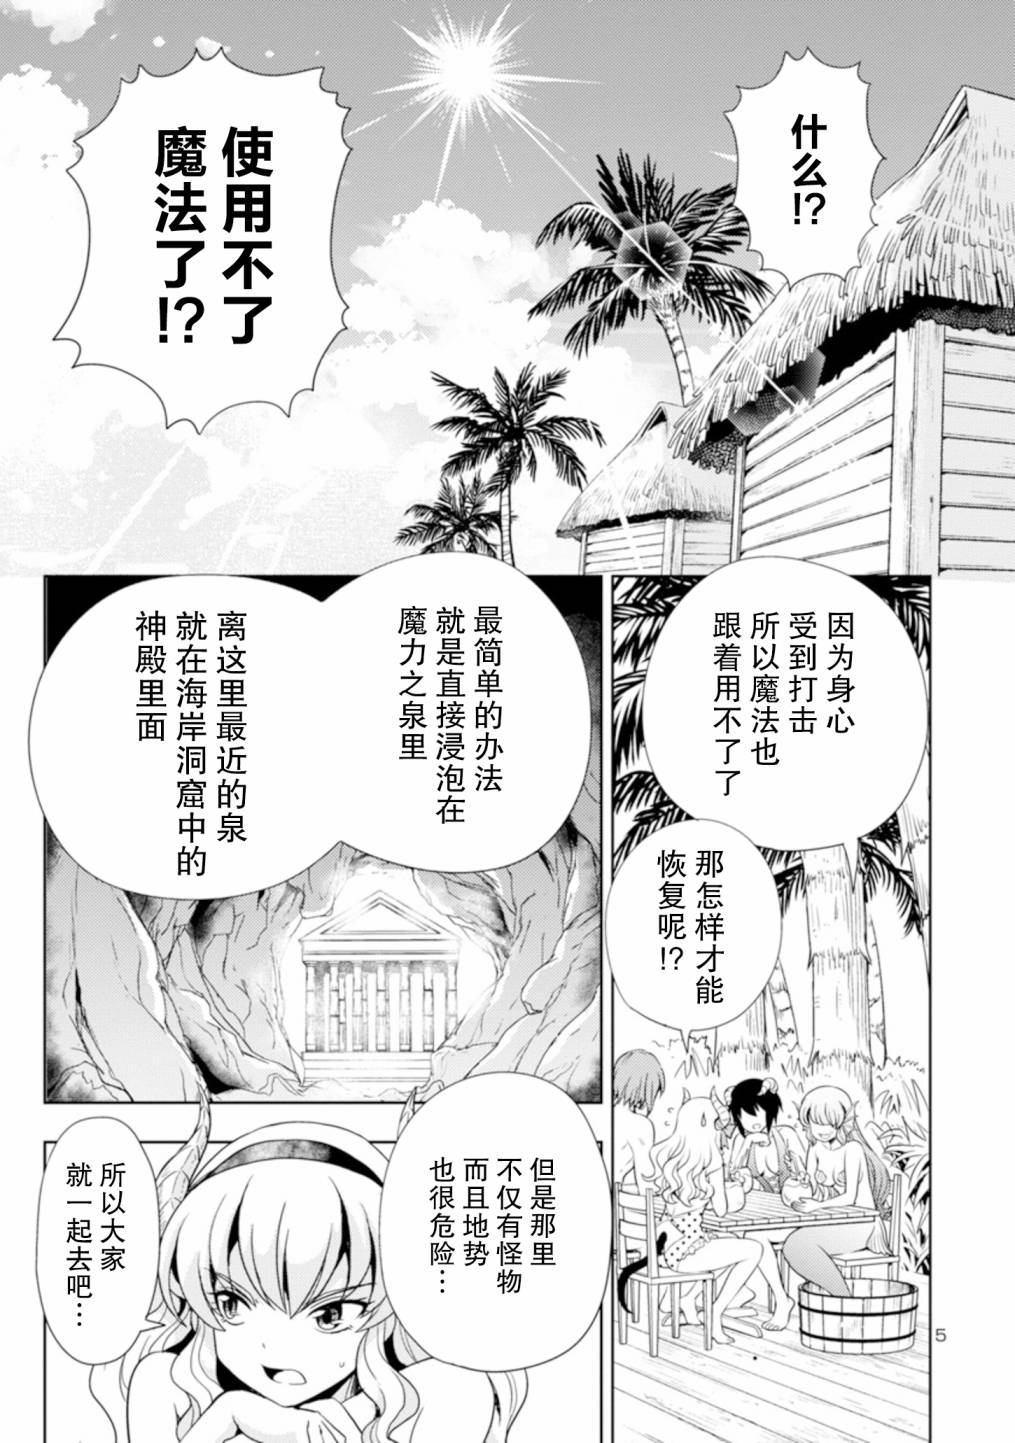 什么!?
使用不了
魔法了!?
因为身心
受到打击
所以魔法也
跟着用不了了
那怎样才能
恢复呢!?
最简单的办法
就是直接浸泡在
魔力之泉里
离这里最近的泉
就在海岸洞窟中的
神殿里面
但是那里
不仅有怪物
而且地势
也很危险…
所以大家
就一起去吧…
5